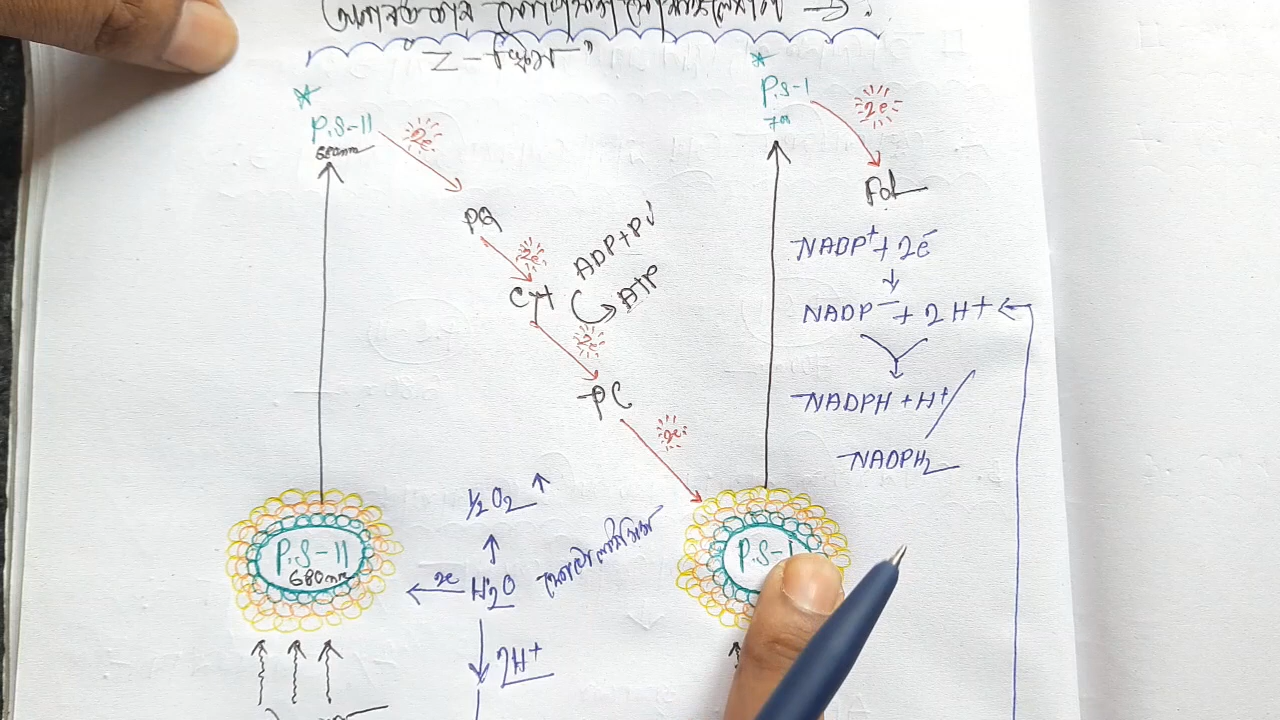 "Z-স্কিম"
P.S-II
680nm
2e⁻
PQ
2e⁻
Cyt
ADP+Pi
ATP
2e⁻
PC
2e⁻
P.S-I
2e⁻
Fd
NADP⁺ + 2e⁻
NADP⁻ + 2H+
NADPH + H+
NADPH₂
P.S-II
680nm
½O₂
2e
H₂O
2H⁺
P.S-I